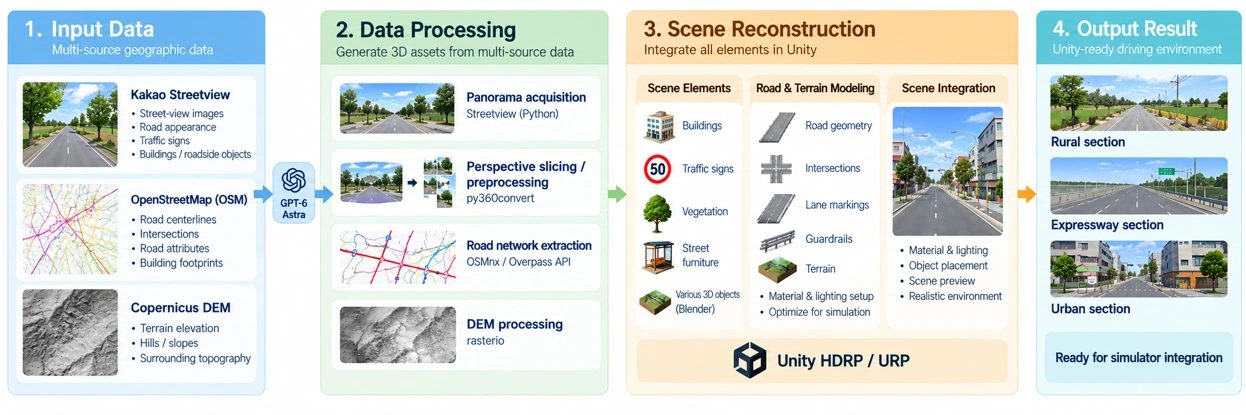 1. Input Data
Multi-source geographic data
Kakao Streetview
• Street-view images
• Road appearance
• Traffic signs
• Buildings / roadside objects
OpenStreetMap (OSM)
• Road centerlines
• Intersections
• Road attributes
• Building footprints
Copernicus DEM
• Terrain elevation
• Hills / slopes
• Surrounding topography
GPT-6
Astra
2. Data Processing
Generate 3D assets from multi-source data
Panorama acquisition
Streetview (Python)
Perspective slicing /
preprocessing
py360convert
Road network extraction
OSMnx / Overpass API
DEM processing
rasterio
3. Scene Reconstruction
Integrate all elements in Unity
Scene Elements
Buildings
50
Traffic signs
Vegetation
Street
furniture
Various 3D objects
(Blender)
Road & Terrain Modeling
Road geometry
Intersections
Lane markings
Guardrails
Terrain
• Material & lighting setup
• Optimize for simulation
Scene Integration
• Material & lighting
• Object placement
• Scene preview
• Realistic environment
Unity HDRP / URP
4. Output Result
Unity-ready driving environment
Rural section
Expressway section
Urban section
Ready for simulator integration